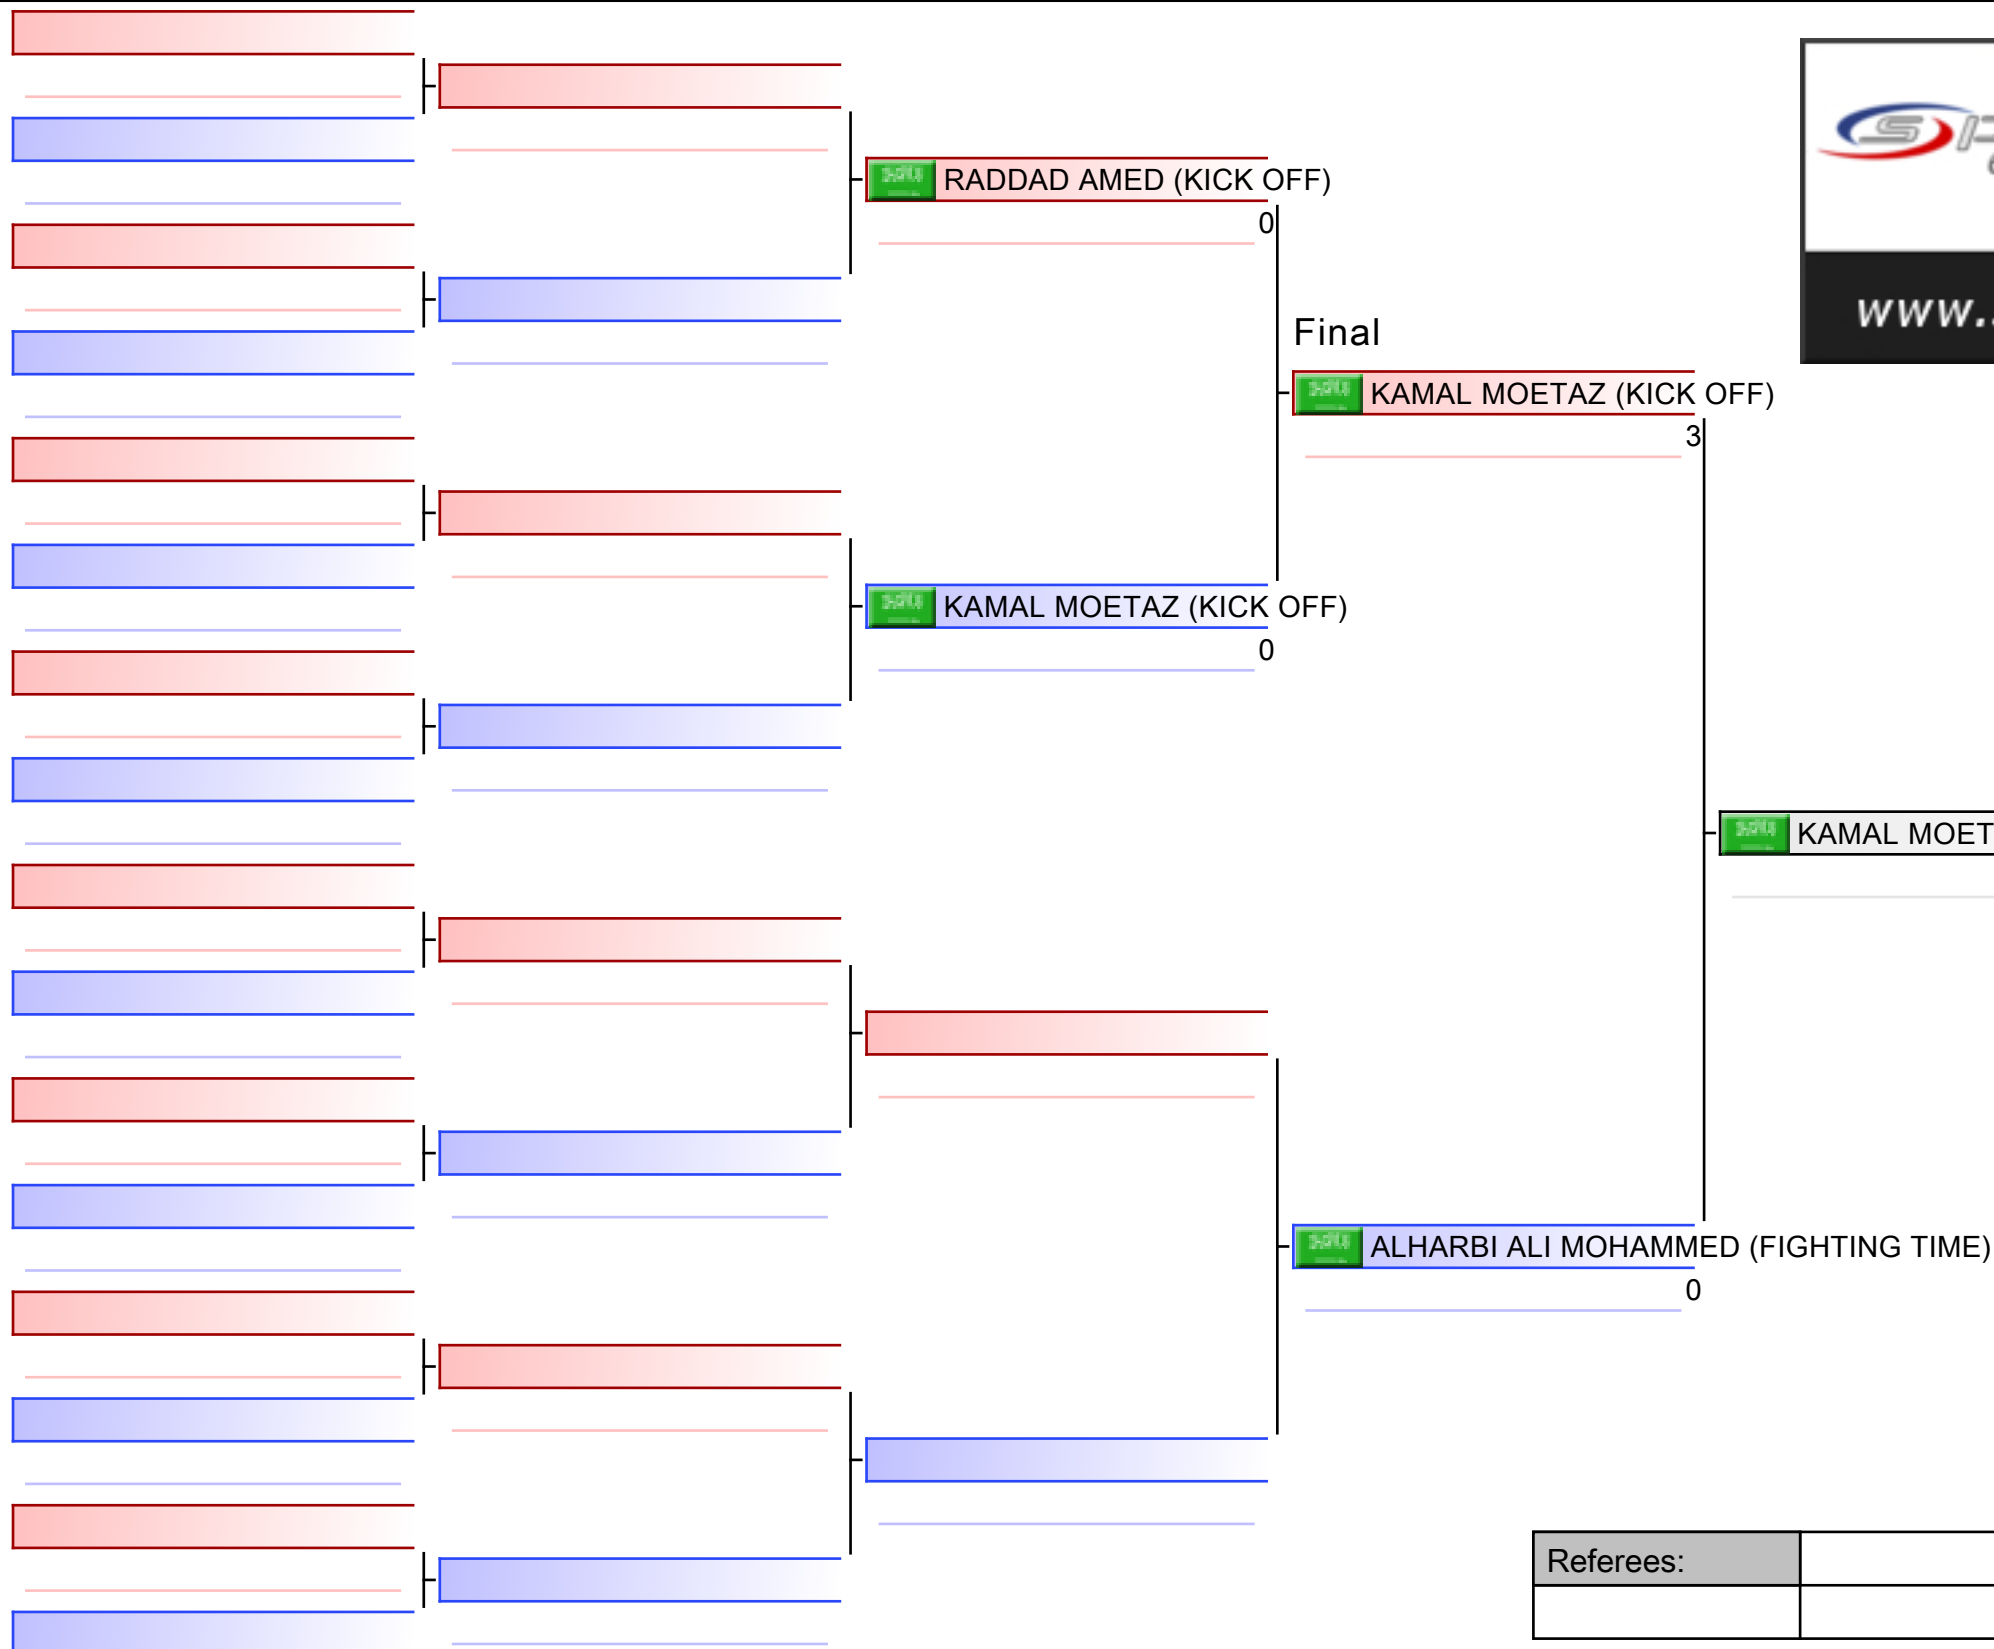 RADDAD AMED (KICK OFF)
0
Final
www.
KAMAL MOETAZ (KICK OFF)
3
KAMAL MOETAZ (KICK OFF)
0
KAMAL MOET
ALHARBI ALI MOHAMMED (FIGHTING TIME)
0
Referees: